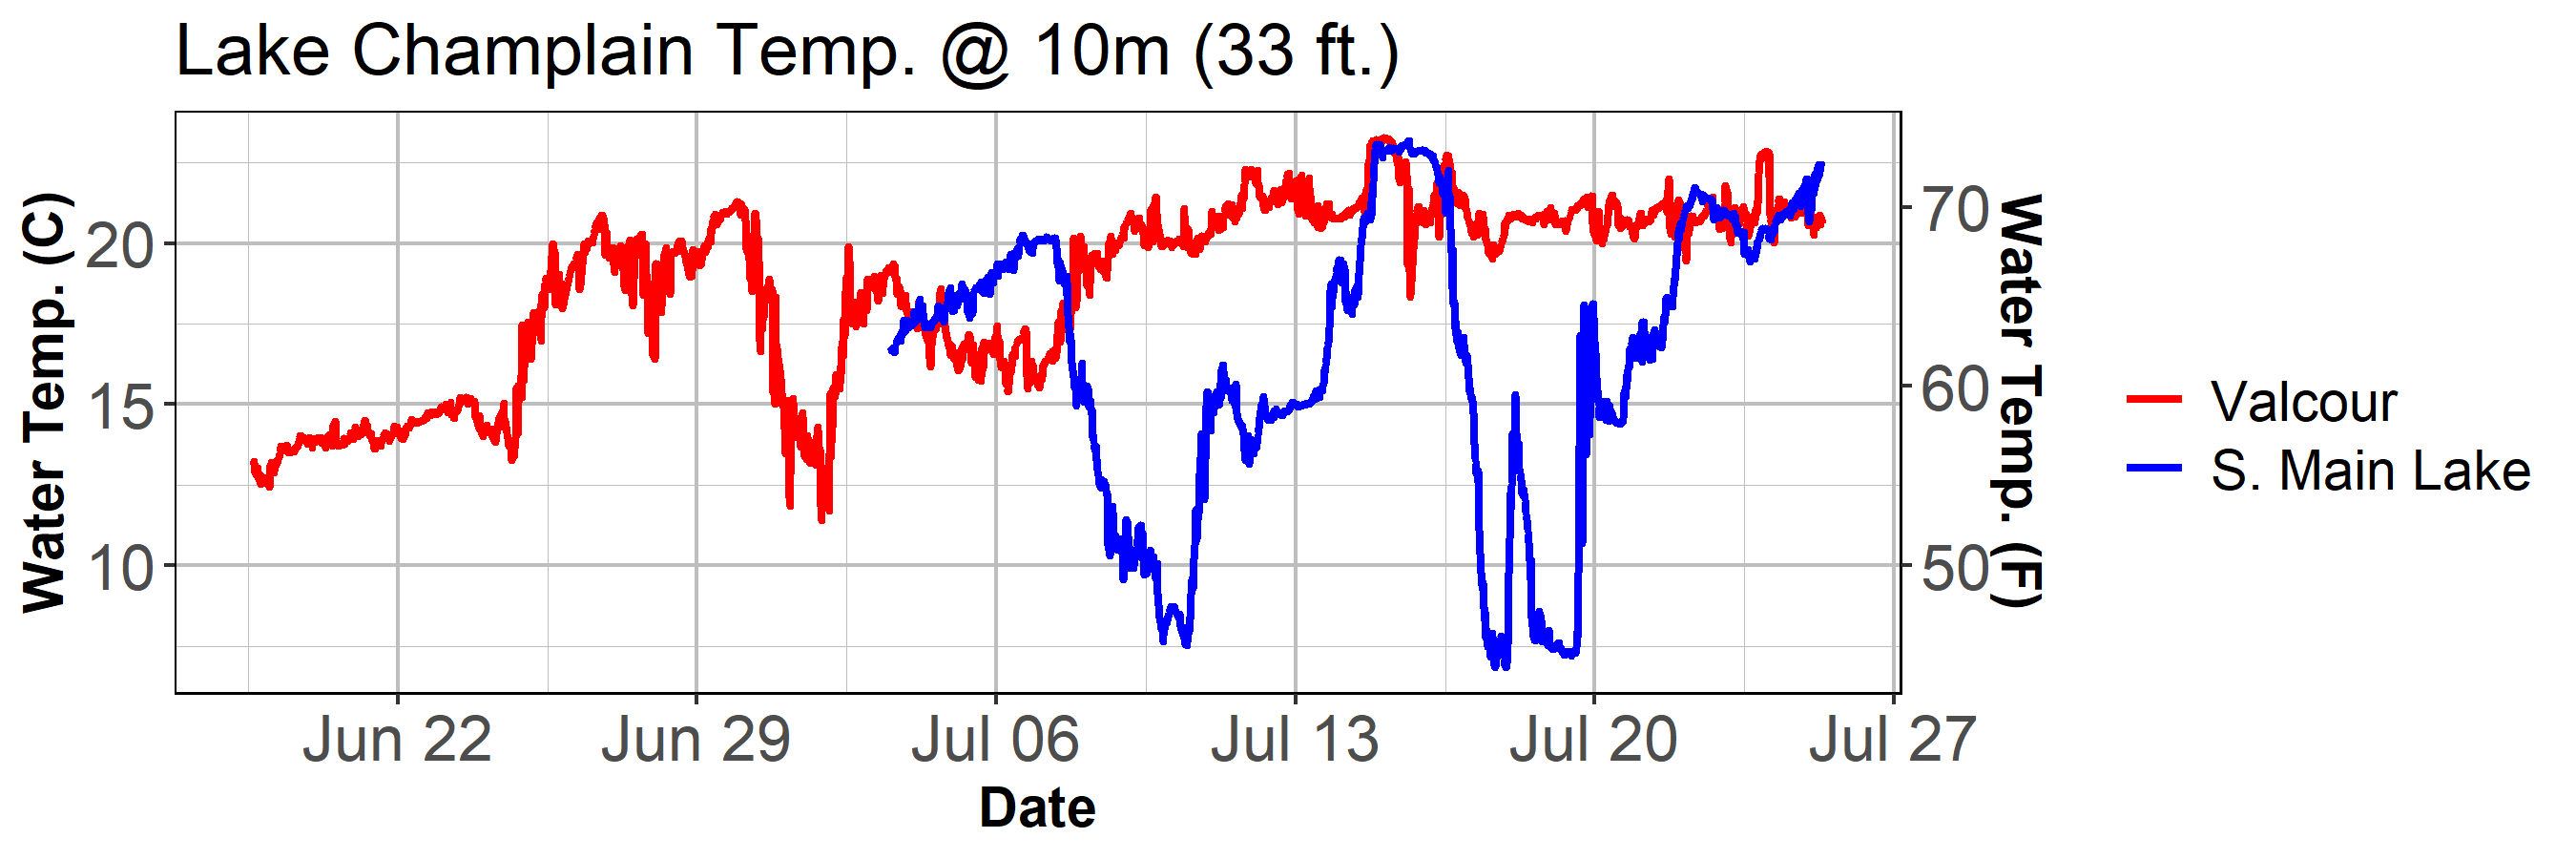 Lake Champlain Temp. @ 10m (33 ft.)
Water Temp. (C)
20
15
10
70
60
50
Water Temp. (F)
Jun 22
Jun 29
Jul 06
Jul 13
Jul 20
Jul 27
Date
Valcour
S. Main Lake